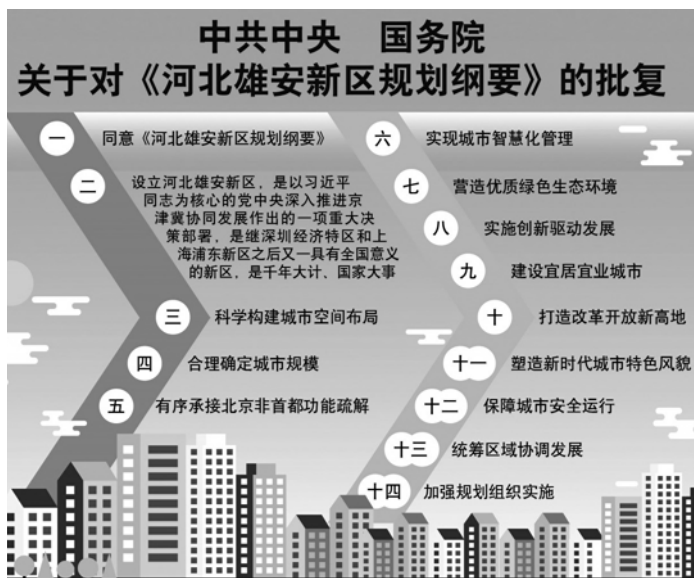 中共中央 国务院
关于对《河北雄安新区规划纲要》的批复
一 同意《河北雄安新区规划纲要》
二 设立河北雄安新区，是以习近平
同志为核心的党中央深入推进京
津冀协同发展作出的一项重大决
策部署，是继深圳经济特区和上
海浦东新区之后又一具有全国意义
的新区，是千年大计、国家大事
三 科学构建城市空间布局
四 合理确定城市规模
五 有序承接北京非首都功能疏解
六 实现城市智慧化管理
七 营造优质绿色生态环境
八 实施创新驱动发展
九 建设宜居宜业城市
十 打造改革开放新高地
十一 塑造新时代城市特色风貌
十二 保障城市安全运行
十三 统筹区域协调发展
十四 加强规划组织实施